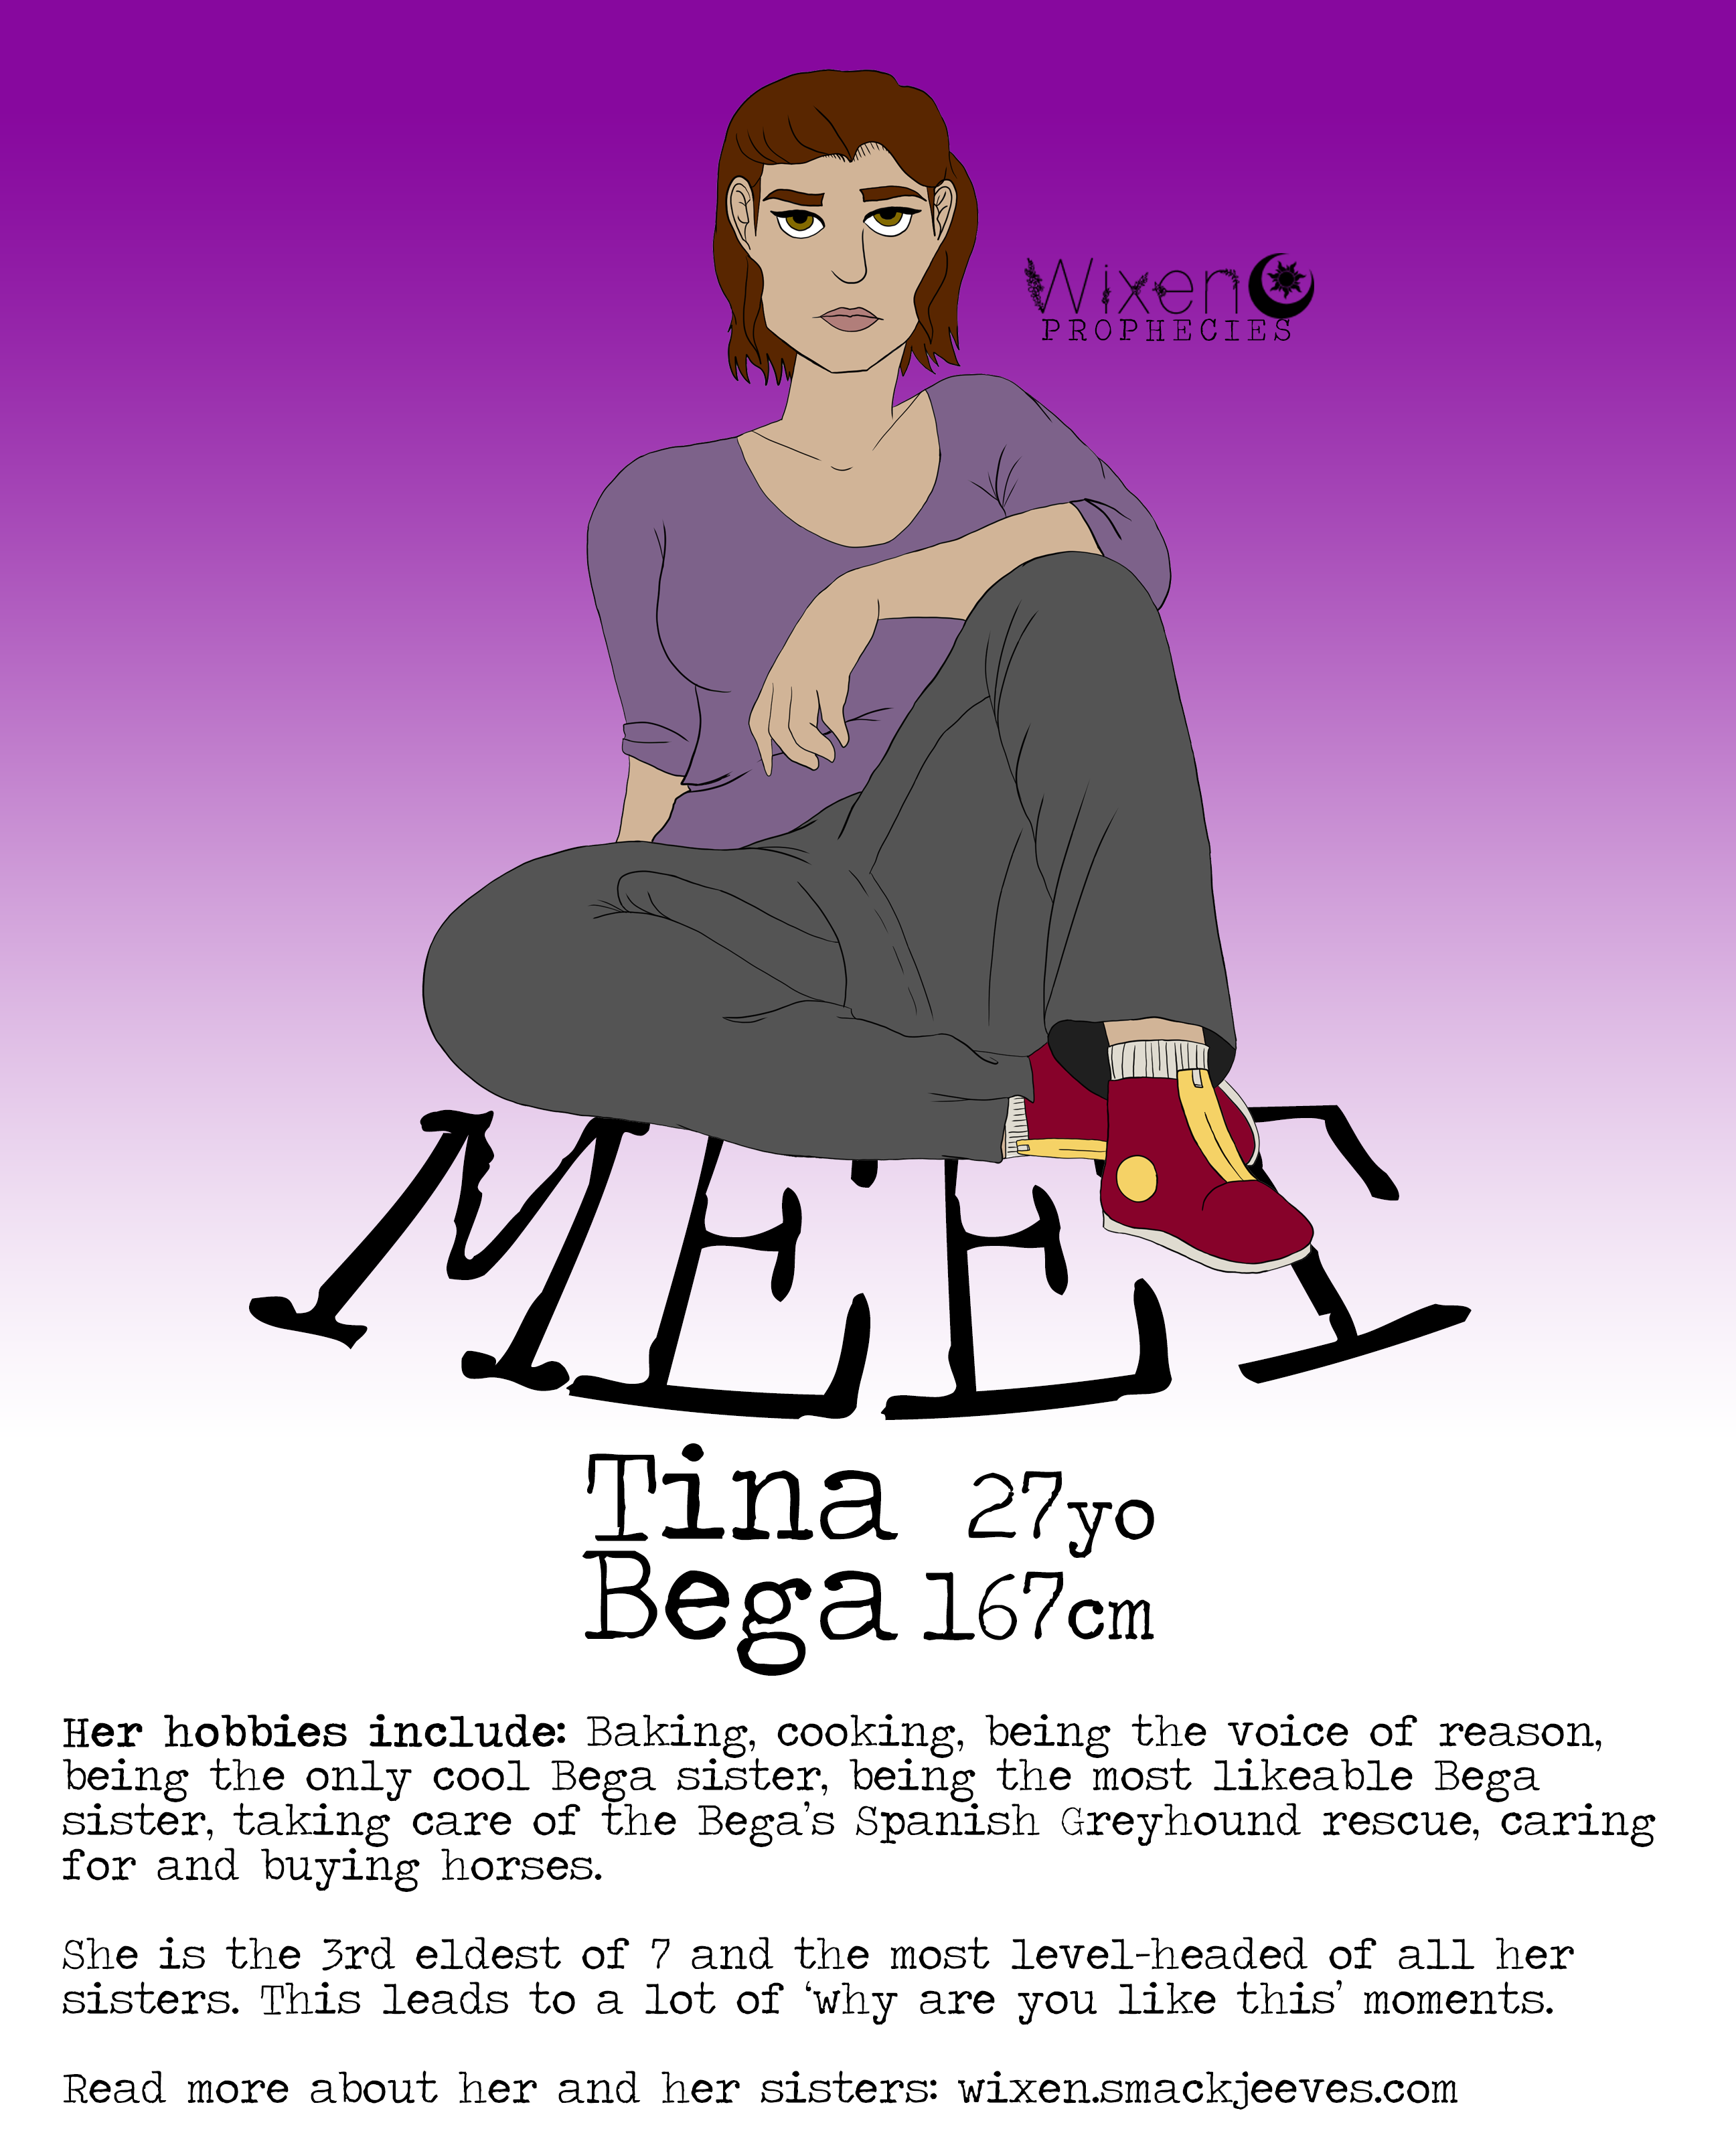 Wixen
PROPHECIES
MEET
Tina 27yo
Bega 167cm
Her hobbies include: Baking, cooking, being the voice of reason,
being the only cool Bega sister, being the most likeable Bega
sister, taking care of the Bega's Spanish Greyhound rescue, caring
for and buying horses.
She is the 3rd eldest of 7 and the most level-headed of all her
sisters. This leads to a lot of ‘why are you like this’ moments.
Read more about her and her sisters: wixen.smackjeeves.com